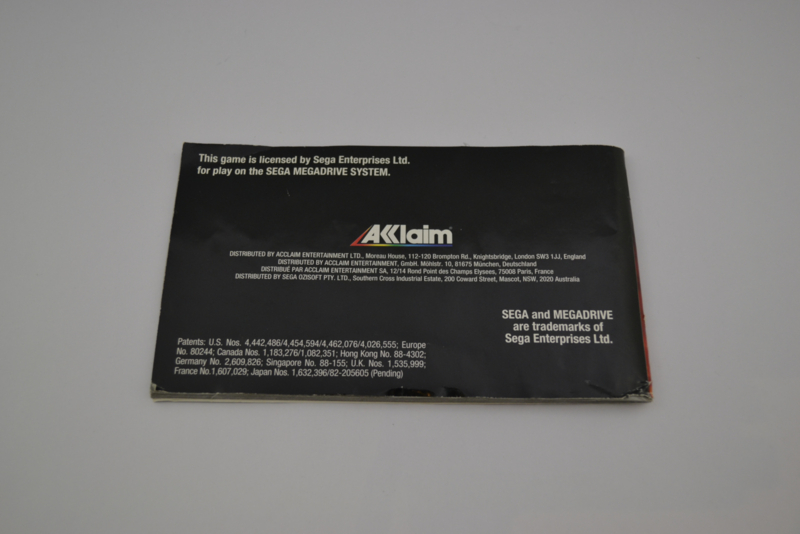 This game is licensed by Sega Enterprises Ltd.
for play on the SEGA MEGADRIVE SYSTEM.
AKKlaim
DISTRIBUTED BY ACCLAIM ENTERTAINMENT LTD., Moreau House, 112-120 Brompton Rd., Knightsbridge, London SW3 1JJ, England
DISTRIBUTED BY ACCLAIM ENTERTAINMENT, GmbH. Möhlstr. 10, 81675 München, Deutschland
DISTRIBUÉ PAR ACCLAIM ENTERTAINMENT SA, 12/14 Rond Point des Champs Elysees, 75008 Paris, France
DISTRIBUTED BY SEGA OZISOFT PTY. LTD., Southern Cross Industrial Estate, 200 Coward Street, Mascot, NSW, 2020 Australia
SEGA and MEGADRIVE
are trademarks of
Sega Enterprises Ltd.
Patents: U.S. Nos. 4,442,486/4,454,594/4,462,076/4,026,555; Europe
No. 80244; Canada Nos. 1,183,276/1,082,351; Hong Kong No. 88-4302;
Germany No. 2,609,826; Singapore No. 88-155; U.K. Nos. 1,535,999;
France No.1,607,029; Japan Nos. 1,632,396/82-205605 (Pending)